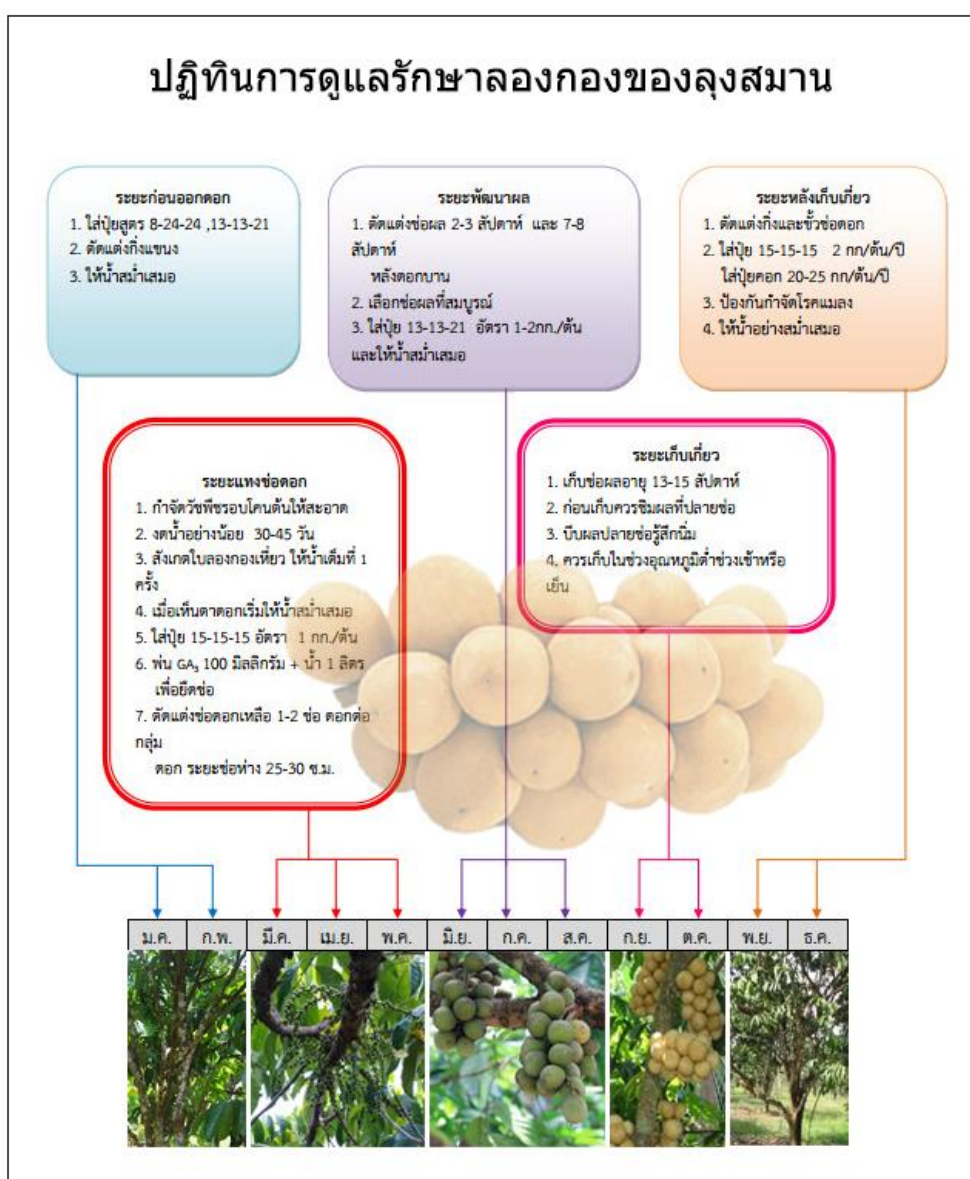 ปฏิทินการดูแลรักษาลองกองของลุงสมาน
ระยะก่อนออกดอก
1. ใส่ปุ๋ยสูตร 8-24-24 ,13-13-21
2. ตัดแต่งกิ่งแขนง
3. ให้น้ำสม่ำเสมอ
ระยะพัฒนาผล
1. ตัดแต่งช่อผล 2-3 สัปดาห์ และ 7-8
สัปดาห์
หลังดอกบาน
2. เลือกช่อผลที่สมบูรณ์
3. ใส่ปุ๋ย 13-13-21 อัตรา 1-2กก./ต้น
และให้น้ำสม่ำเสมอ
ระยะหลังเก็บเกี่ยว
1. ตัดแต่งกิ่งและขั้วช่อดอก
2. ใส่ปุ๋ย 15-15-15 2 กก/ต้น/ปี
ใส่ปุ๋ยคอก 20-25 กก/ต้น/ปี
3. ป้องกันกำจัดโรคแมลง
4. ให้น้ำอย่างสม่ำเสมอ
ระยะแทงช่อดอก
1. กำจัดวัชพืชรอบโคนต้นให้สะอาด
2. งดน้ำอย่างน้อย 30-45 วัน
3. สังเกตใบลองกองเหี่ยว ให้น้ำเต็มที่ 1
ครั้ง
4. เมื่อเห็นตาดอกเริ่มให้น้ำสม่ำเสมอ
5. ใส่ปุ๋ย 15-15-15 อัตรา 1 กก./ต้น
6. พ่น GA₃ 100 มิลลิกรัม + น้ำ 1 ลิตร
เพื่อยืดช่อ
7. ตัดแต่งช่อดอกเหลือ 1-2 ช่อ ดอกต่อ
กลุ่ม
ดอก ระยะช่อห่าง 25-30 ซ.ม.
ระยะเก็บเกี่ยว
1. เก็บช่อผลอายุ 13-15 สัปดาห์
2. ก่อนเก็บควรชิมผลที่ปลายช่อ
3. บีบผลปลายช่อรู้สึกนิ่ม
4. ควรเก็บในช่วงอุณหภูมิต่ำช่วงเช้าหรือ
เย็น
ม.ค. ก.พ. มี.ค. เม.ย. พ.ค. มิ.ย. ก.ค. ส.ค. ก.ย. ต.ค. พ.ย. ธ.ค.